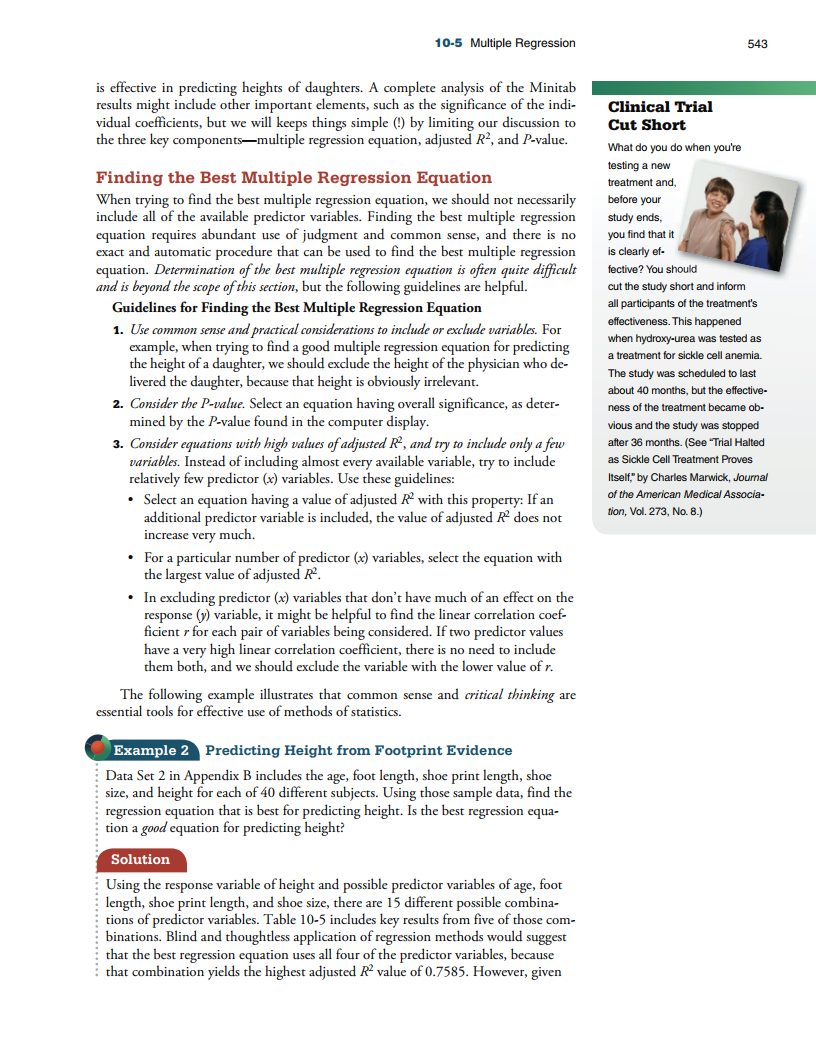 10-5 Multiple Regression 543
is effective in predicting heights of daughters. A complete analysis of the Minitab
results might include other important elements, such as the significance of the indi-
vidual coefficients, but we will keeps things simple (!) by limiting our discussion to
the three key components—multiple regression equation, adjusted R², and P-value.
Finding the Best Multiple Regression Equation
When trying to find the best multiple regression equation, we should not necessarily
include all of the available predictor variables. Finding the best multiple regression
equation requires abundant use of judgment and common sense, and there is no
exact and automatic procedure that can be used to find the best multiple regression
equation. Determination of the best multiple regression equation is often quite difficult
and is beyond the scope of this section, but the following guidelines are helpful.
Guidelines for Finding the Best Multiple Regression Equation
1. Use common sense and practical considerations to include or exclude variables. For
example, when trying to find a good multiple regression equation for predicting
the height of a daughter, we should exclude the height of the physician who de-
livered the daughter, because that height is obviously irrelevant.
2. Consider the P-value. Select an equation having overall significance, as deter-
mined by the P-value found in the computer display.
3. Consider equations with high values of adjusted R², and try to include only a few
variables. Instead of including almost every available variable, try to include
relatively few predictor (x) variables. Use these guidelines:
• Select an equation having a value of adjusted R² with this property: If an
additional predictor variable is included, the value of adjusted R² does not
increase very much.
• For a particular number of predictor (x) variables, select the equation with
the largest value of adjusted R².
• In excluding predictor (x) variables that don't have much of an effect on the
response (y) variable, it might be helpful to find the linear correlation coef-
ficient r for each pair of variables being considered. If two predictor values
have a very high linear correlation coefficient, there is no need to include
them both, and we should exclude the variable with the lower value of r.
The following example illustrates that common sense and critical thinking are
essential tools for effective use of methods of statistics.
Example 2 Predicting Height from Footprint Evidence
Data Set 2 in Appendix B includes the age, foot length, shoe print length, shoe
size, and height for each of 40 different subjects. Using those sample data, find the
regression equation that is best for predicting height. Is the best regression equa-
tion a good equation for predicting height?
Solution
Using the response variable of height and possible predictor variables of age, foot
length, shoe print length, and shoe size, there are 15 different possible combina-
tions of predictor variables. Table 10-5 includes key results from five of those com-
binations. Blind and thoughtless application of regression methods would suggest
that the best regression equation uses all four of the predictor variables, because
that combination yields the highest adjusted R² value of 0.7585. However, given
Clinical Trial
Cut Short
What do you do when you're
testing a new
treatment and,
before your
study ends,
you find that it
is clearly ef-
fective? You should
cut the study short and inform
all participants of the treatment's
effectiveness. This happened
when hydroxy-urea was tested as
a treatment for sickle cell anemia.
The study was scheduled to last
about 40 months, but the effective-
ness of the treatment became ob-
vious and the study was stopped
after 36 months. (See "Trial Halted
as Sickle Cell Treatment Proves
Itself," by Charles Marwick, Journal
of the American Medical Associa-
tion, Vol. 273, No. 8.)